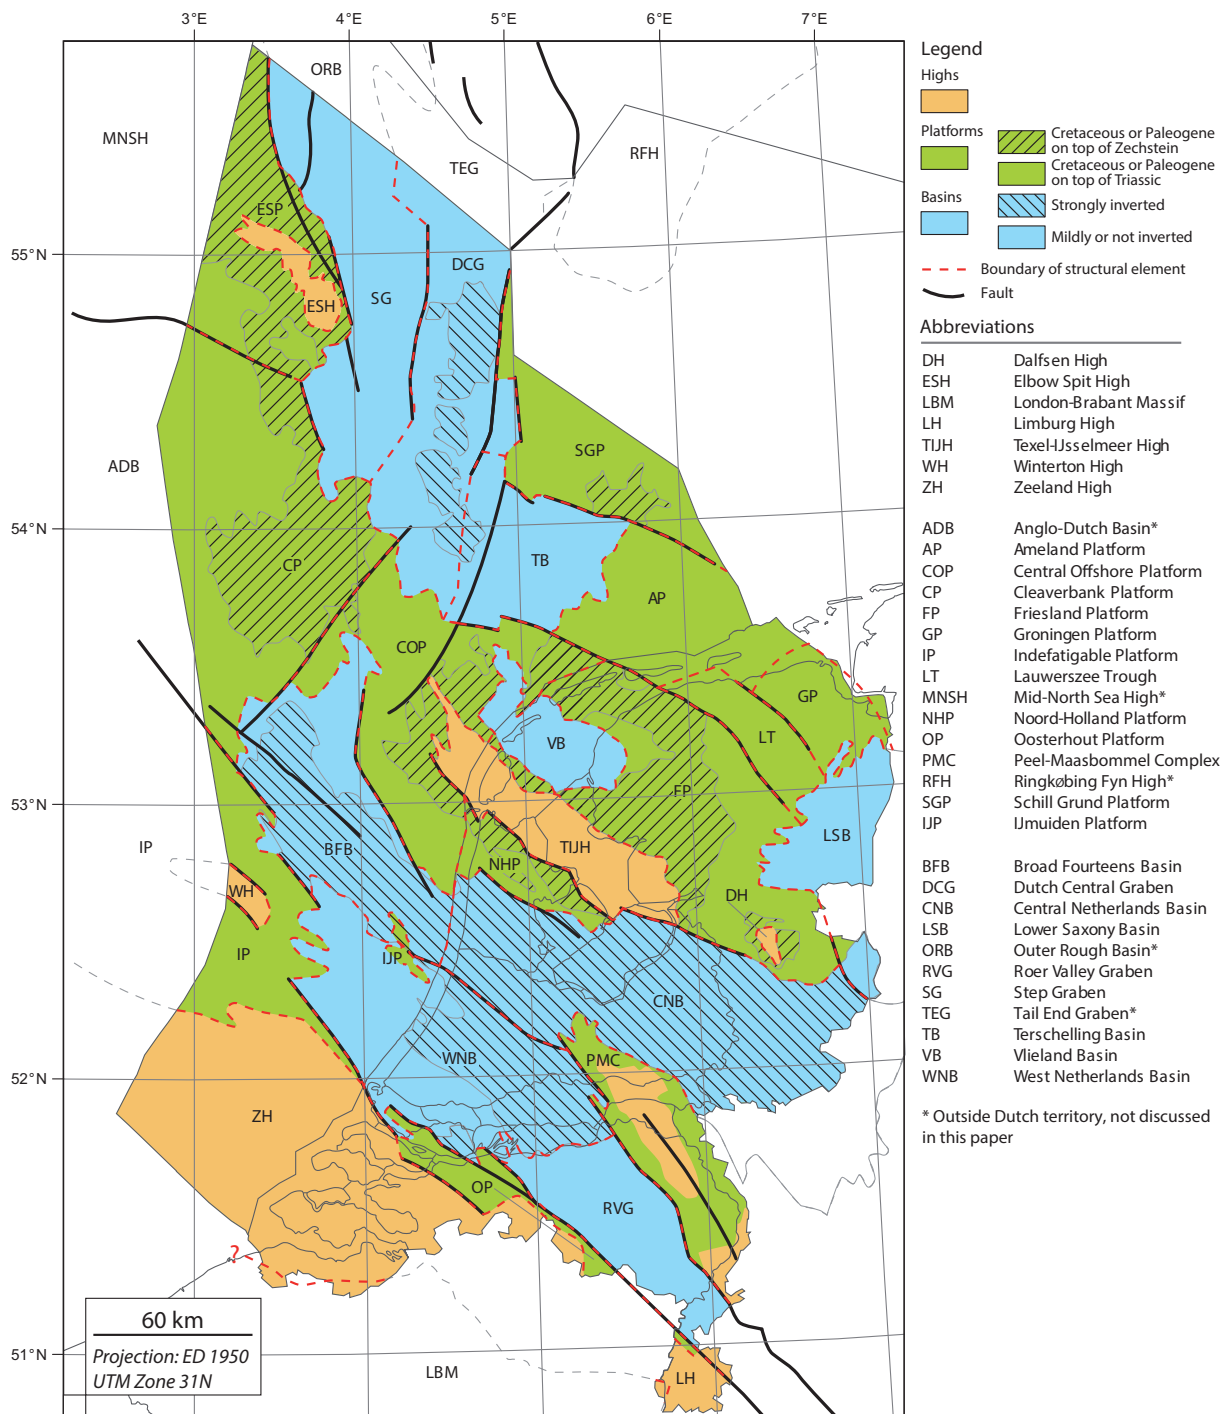 3°E 4°E 5°E 6°E 7°E
55°N
54°N
53°N
52°N
51°N
ORB
MNSH
TEG
RFH
ESP
DCG
SG
ESH
SGP
ADB
TB
CP
AP
COP
GP
LT
VB
FP
LSB
IP
BFB
TIJH
NHP
WH
DH
IP
IJP
CNB
WNB
PMC
ZH
OP
RVG
?
LBM
LH
60 km
Projection: ED 1950
UTM Zone 31N
Legend
Highs
Platforms
Cretaceous or Paleogene
on top of Zechstein
Cretaceous or Paleogene
on top of Triassic
Basins
Strongly inverted
Mildly or not inverted
Boundary of structural element
Fault
Abbreviations
DH Dalfsen High
ESH Elbow Spit High
LBM London-Brabant Massif
LH Limburg High
TIJH Texel-IJsselmeer High
WH Winterton High
ZH Zeeland High
ADB Anglo-Dutch Basin*
AP Ameland Platform
COP Central Offshore Platform
CP Cleaverbank Platform
FP Friesland Platform
GP Groningen Platform
IP Indefatigable Platform
LT Lauwerszee Trough
MNSH Mid-North Sea High*
NHP Noord-Holland Platform
OP Oosterhout Platform
PMC Peel-Maasbommel Complex
RFH Ringkøbing Fyn High*
SGP Schill Grund Platform
IJP IJmuiden Platform
BFB Broad Fourteens Basin
DCG Dutch Central Graben
CNB Central Netherlands Basin
LSB Lower Saxony Basin
ORB Outer Rough Basin*
RVG Roer Valley Graben
SG Step Graben
TEG Tail End Graben*
TB Terschelling Basin
VB Vlieland Basin
WNB West Netherlands Basin
* Outside Dutch territory, not discussed
in this paper